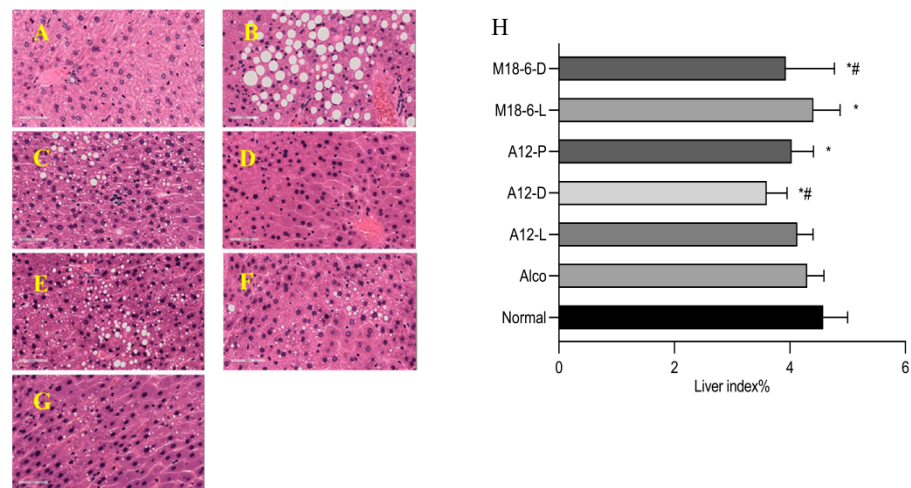 A
B
C
D
E
F
G
H
M18-6-D
*#
M18-6-L
*
A12-P
*
A12-D
*#
A12-L
Alco
Normal
0
2
4
6
Liver index%